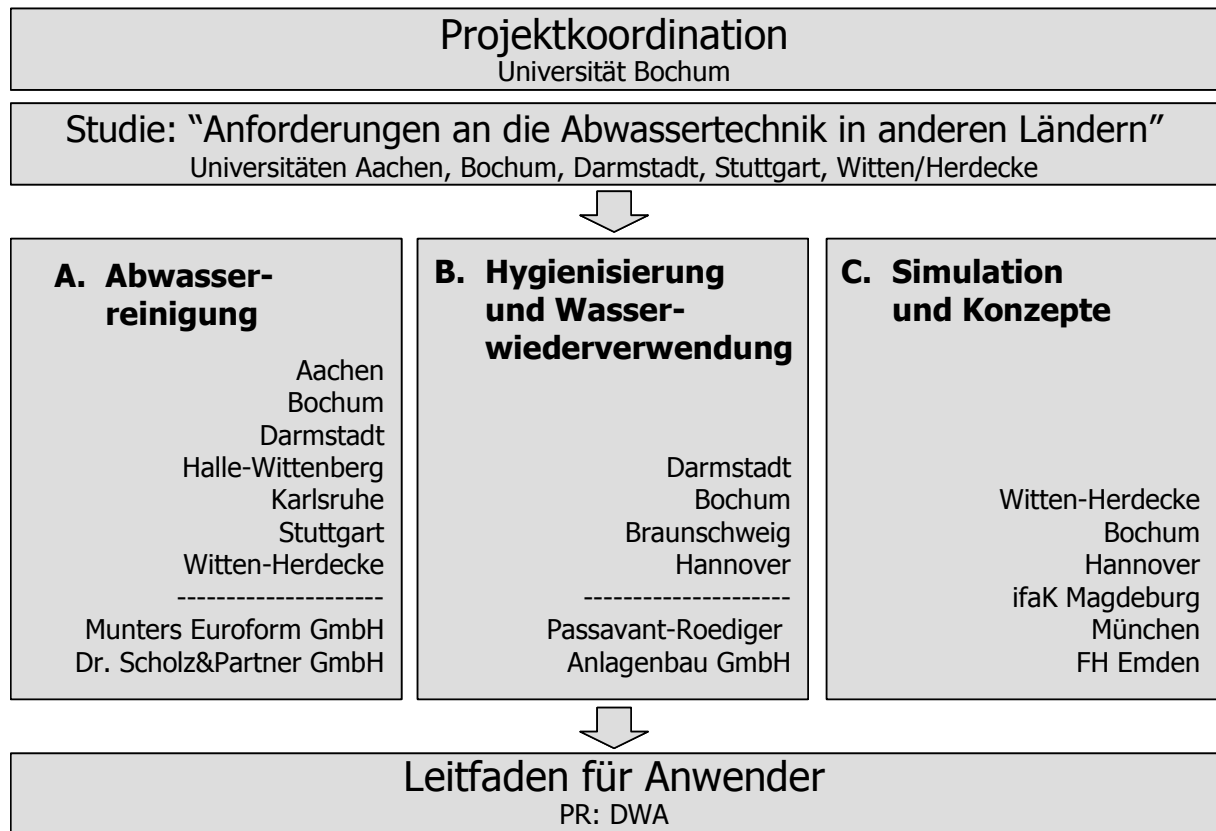 Projektkoordination
Universität Bochum
Studie: “Anforderungen an die Abwassertechnik in anderen Ländern”
Universitäten Aachen, Bochum, Darmstadt, Stuttgart, Witten/Herdecke
A. Abwasser-
reinigung
Aachen
Bochum
Darmstadt
Halle-Wittenberg
Karlsruhe
Stuttgart
Witten-Herdecke
---------------------
Munters Euroform GmbH
Dr. Scholz&Partner GmbH
B. Hygienisierung
und Wasser-
wiederverwendung
Darmstadt
Bochum
Braunschweig
Hannover
---------------------
Passavant-Roediger
Anlagenbau GmbH
C. Simulation
und Konzepte
Witten-Herdecke
Bochum
Hannover
ifaK Magdeburg
München
FH Emden
Leitfaden für Anwender
PR: DWA